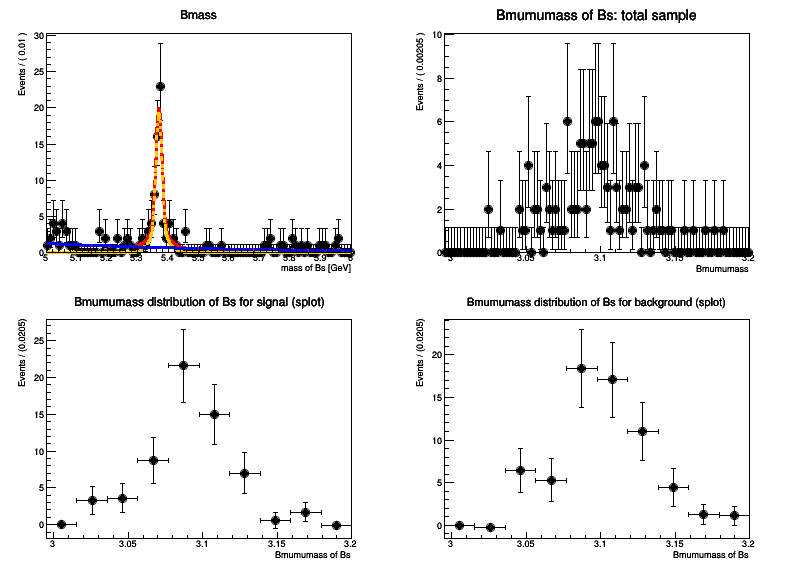 Bmass
Events / ( 0.01 )
30
25
20
15
10
5
0
5 5.1 5.2 5.3 5.4 5.5 5.6 5.7 5.8 5.9 6
mass of Bs [GeV]
Bmumumass of Bs: total sample
Events / ( 0.00205 )
10
8
6
4
2
0
3 3.05 3.1 3.15 3.2
Bmumumass
Bmumumass distribution of Bs for signal (splot)
Events / (0.0205)
25
20
15
10
5
0
3 3.05 3.1 3.15 3.2
Bmumumass of Bs
Bmumumass distribution of Bs for background (splot)
Events / (0.0205)
20
15
10
5
0
3 3.05 3.1 3.15 3.2
Bmumumass of Bs